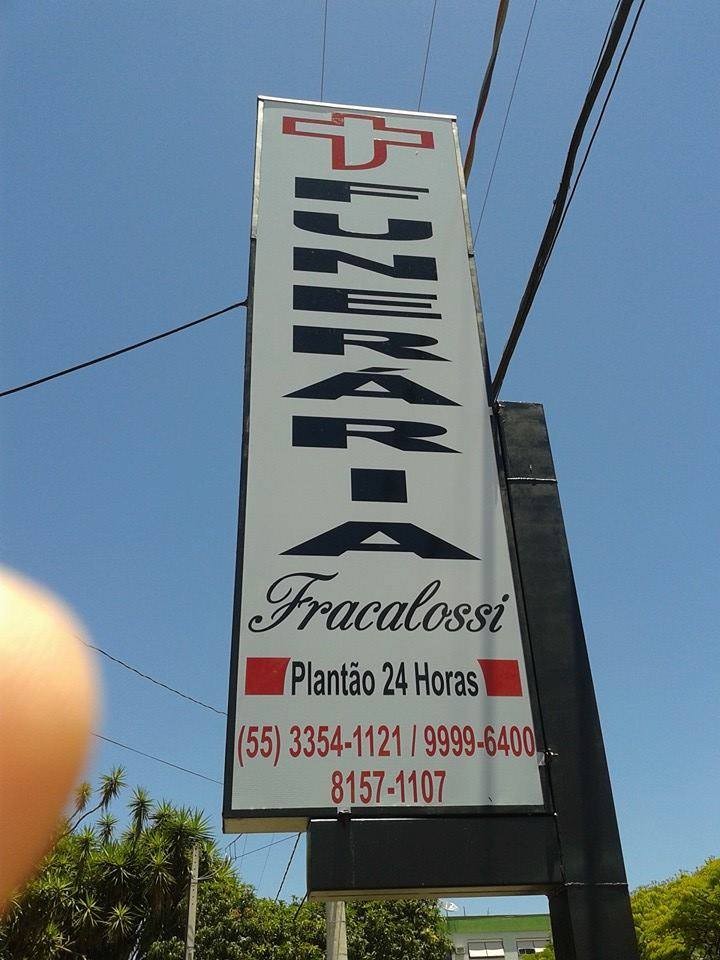 FUNERÁRIA
Fracalossi
Plantão 24 Horas
(55) 3354-1121 / 9999-6400
8157-1107